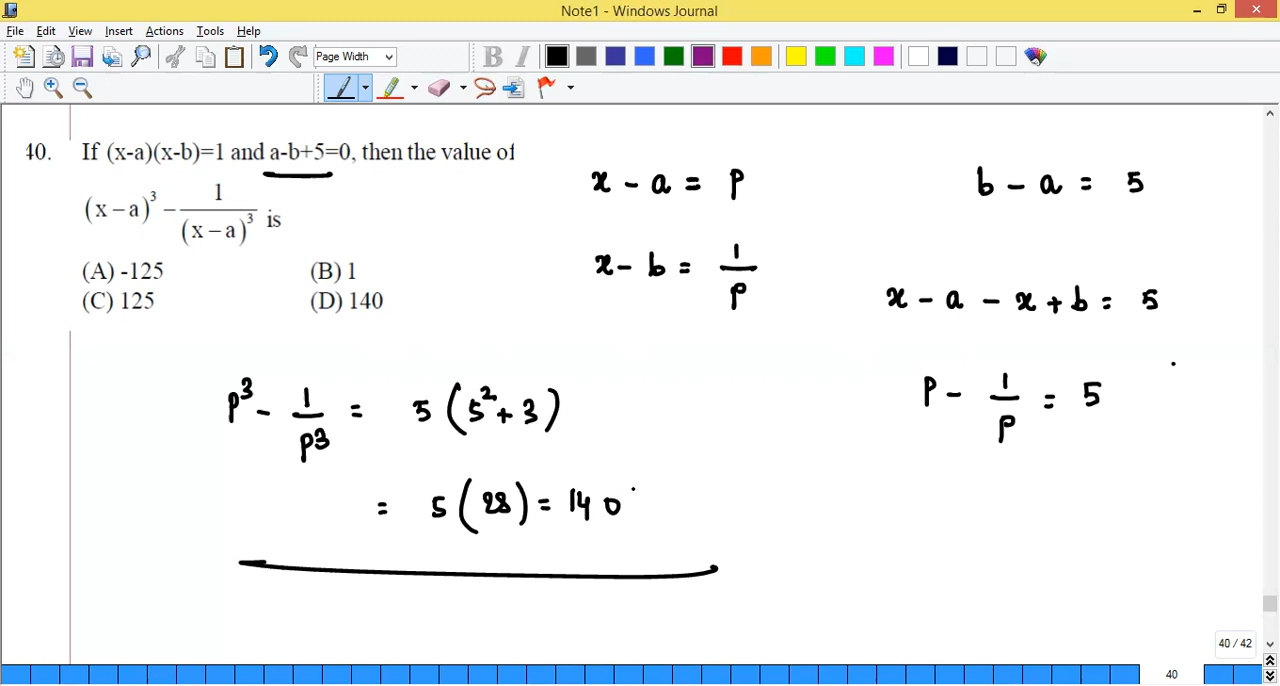 Note1 - Windows Journal
File Edit View Insert Actions Tools Help
Page Width
40. If (x-a)(x-b)=1 and a-b+5=0, then the value of
(x-a)³ - 1/(x-a)³ is
(A) -125 (B) 1
(C) 125 (D) 140
x - a = p
x - b = 1/p
b - a = 5
x - a - x + b = 5
p - 1/p = 5
p³ - 1/p³ = 5(5² + 3)
= 5(28) = 140
40 / 42
40